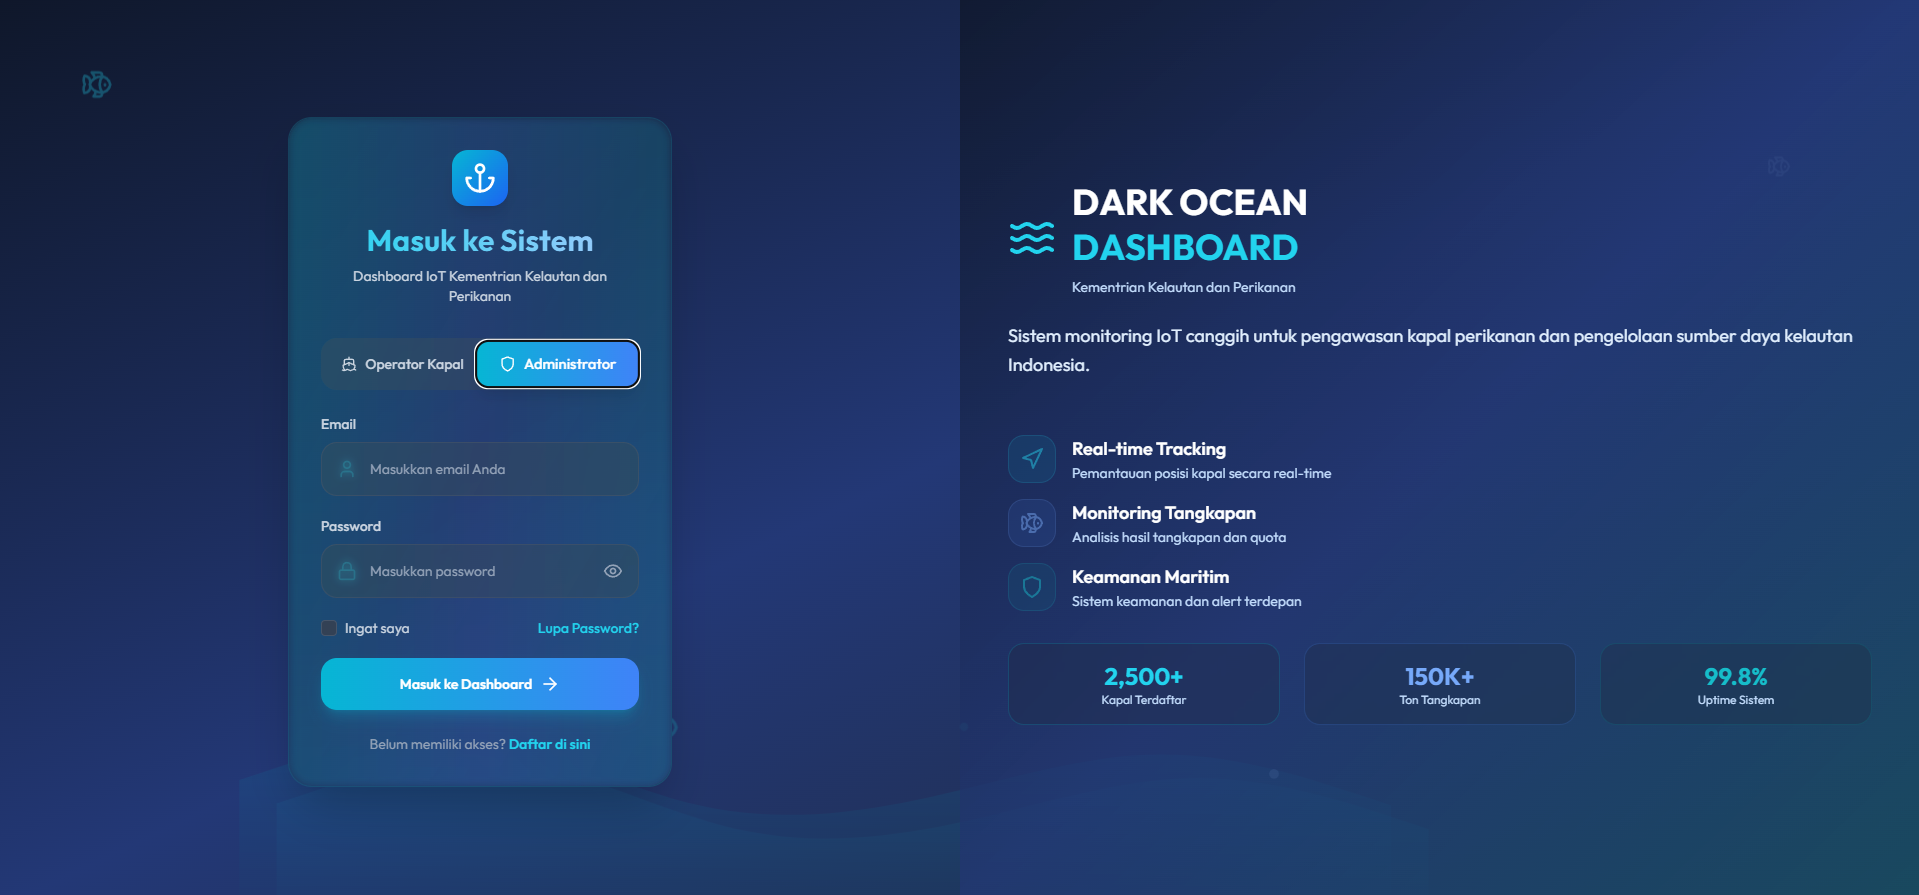 Masuk ke Sistem
Dashboard IoT Kementrian Kelautan dan
Perikanan
Operator Kapal
Administrator
Email
Masukkan email Anda
Password
Masukkan password
Ingat saya
Lupa Password?
Masuk ke Dashboard
Belum memiliki akses? Daftar di sini
DARK OCEAN
DASHBOARD
Kementrian Kelautan dan Perikanan
Sistem monitoring IoT canggih untuk pengawasan kapal perikanan dan pengelolaan sumber daya kelautan
Indonesia.
Real-time Tracking
Pemantauan posisi kapal secara real-time
Monitoring Tangkapan
Analisis hasil tangkapan dan quota
Keamanan Maritim
Sistem keamanan dan alert terdepan
2,500+
Kapal Terdaftar
150K+
Ton Tangkapan
99.8%
Uptime Sistem